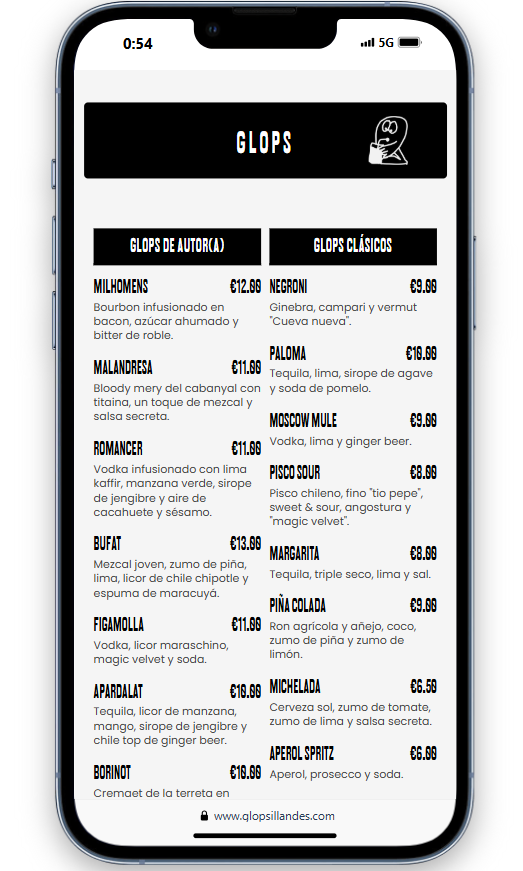 0:54
5G
GLOPS
GLOPS DE AUTOR(A)
MILHOMENS €12.00
Bourbon infusionado en
bacon, azúcar ahumado y
bitter de roble.
MALANDRESA €11.00
Bloody mery del cabanyal con
titaina, un toque de mezcal y
salsa secreta.
ROMANCER €11.00
Vodka infusionado con lima
kaffir, manzana verde, sirope
de jengibre y aire de
cacahuete y sésamo.
BUFAT €13.00
Mezcal joven, zumo de piña,
lima, licor de chile chipotle y
espuma de maracuyá.
FIGAMOLLA €11.00
Vodka, licor maraschino,
magic velvet y soda.
APARDALAT €10.00
Tequila, licor de manzana,
mango, sirope de jengibre y
chile top de ginger beer.
BORINOT €10.00
Cremaet de la terreta en
GLOPS CLÁSICOS
NEGRONI €9.00
Ginebra, campari y vermut
"Cueva nueva".
PALOMA €10.00
Tequila, lima, sirope de agave
y soda de pomelo.
MOSCOW MULE €9.00
Vodka, lima y ginger beer.
PISCO SOUR €8.00
Pisco chileno, fino "tio pepe",
sweet & sour, angostura y
"magic velvet".
MARGARITA €8.00
Tequila, triple seco, lima y sal.
PIÑA COLADA €9.00
Ron agrícola y añejo, coco,
zumo de piña y zumo de
limón.
MICHELADA €6.50
Cerveza sol, zumo de tomate,
zumo de lima y salsa secreta.
APEROL SPRITZ €6.00
Aperol, prosecco y soda.
www.glopsillandes.com